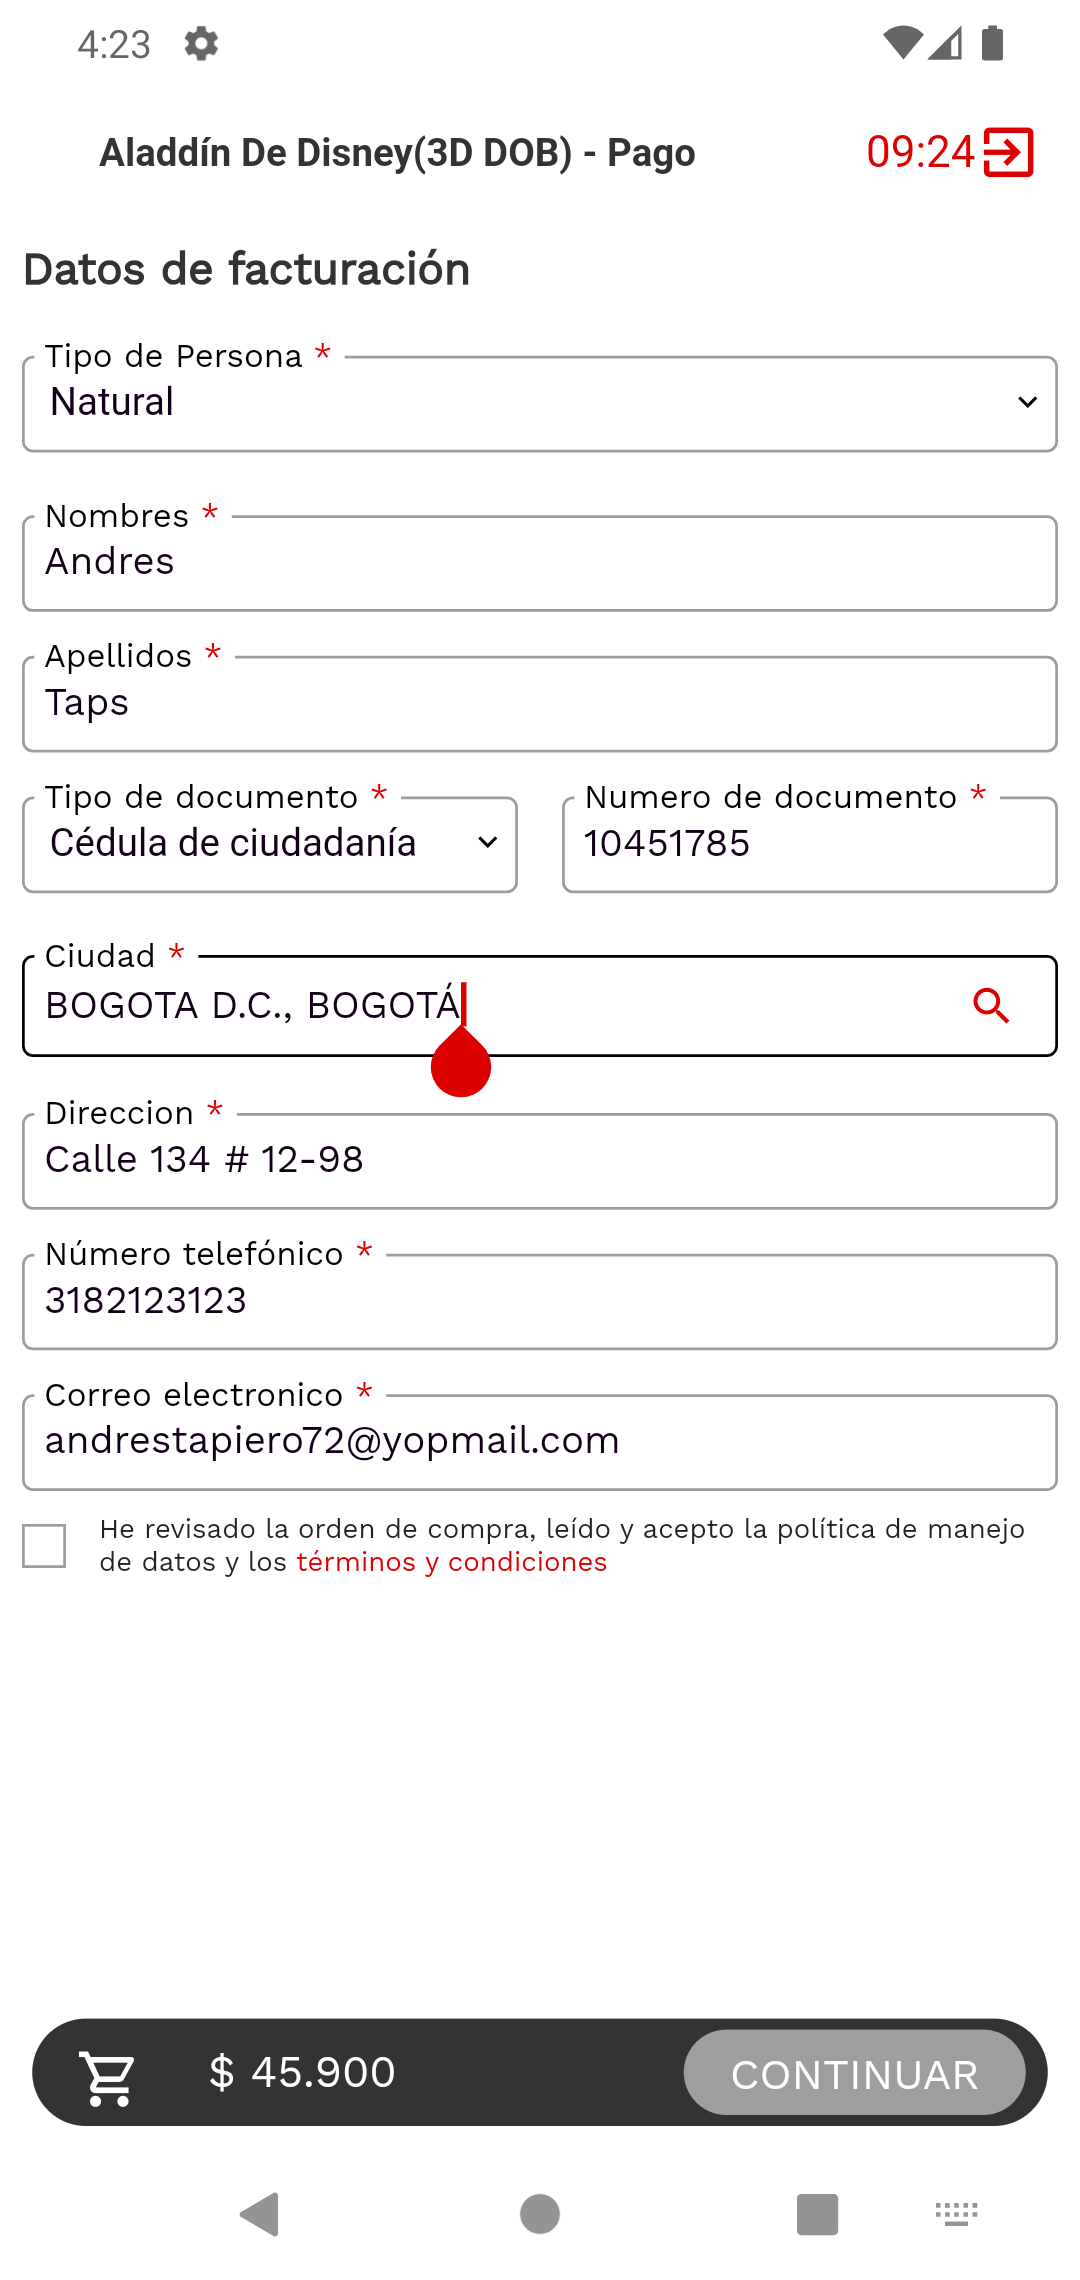 4:23
Aladdín De Disney(3D DOB) - Pago
09:24
Datos de facturación
Tipo de Persona *
Natural
Nombres *
Andres
Apellidos *
Taps
Tipo de documento *
Cédula de ciudadanía
Numero de documento *
10451785
Ciudad *
BOGOTA D.C., BOGOTÁ
Direccion *
Calle 134 # 12-98
Número telefónico *
3182123123
Correo electronico *
andrestapiero72@yopmail.com
He revisado la orden de compra, leído y acepto la política de manejo
de datos y los términos y condiciones
$ 45.900
CONTINUAR